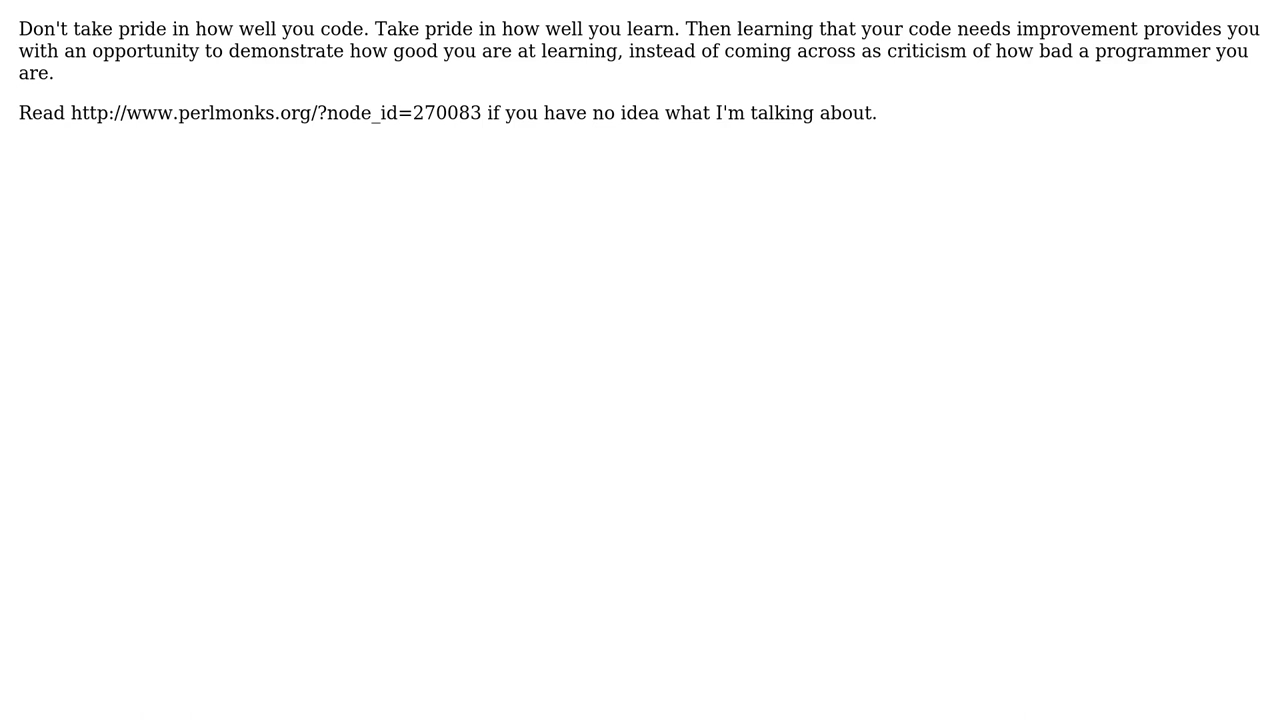 Don't take pride in how well you code. Take pride in how well you learn. Then learning that your code needs improvement provides you
with an opportunity to demonstrate how good you are at learning, instead of coming across as criticism of how bad a programmer you
are.
Read http://www.perlmonks.org/?node_id=270083 if you have no idea what I'm talking about.